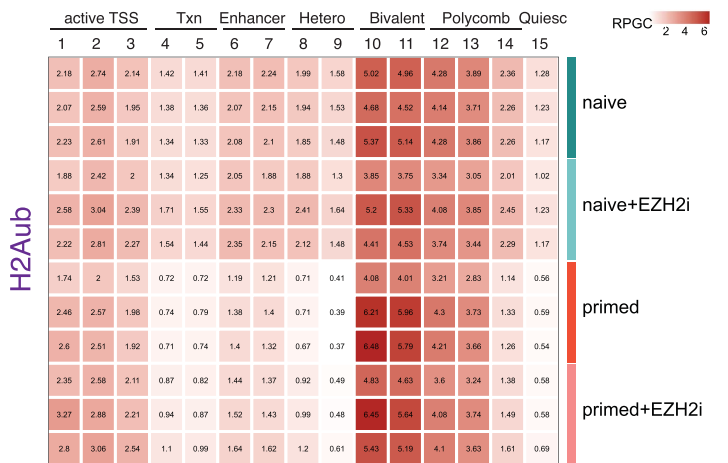 active TSS Txn Enhancer Hetero Bivalent Polycomb Quiesc RPGC 2 4 6
1 2 3 4 5 6 7 8 9 10 11 12 13 14 15
2.18 2.74 2.14 1.42 1.41 2.18 2.24 1.99 1.58 5.02 4.96 4.28 3.89 2.36 1.28
2.07 2.59 1.95 1.38 1.36 2.07 2.15 1.94 1.53 4.68 4.52 4.14 3.71 2.26 1.23
naive
2.23 2.61 1.91 1.34 1.33 2.08 2.1 1.85 1.48 5.37 5.14 4.28 3.86 2.26 1.17
1.88 2.42 2 1.34 1.25 2.05 1.88 1.88 1.3 3.85 3.75 3.34 3.05 2.01 1.02
2.58 3.04 2.39 1.71 1.55 2.33 2.3 2.41 1.64 5.2 5.33 4.08 3.85 2.45 1.23
naive+EZH2i
2.22 2.81 2.27 1.54 1.44 2.35 2.15 2.12 1.48 4.41 4.53 3.74 3.44 2.29 1.17
H2Aub
1.74 2 1.53 0.72 0.72 1.19 1.21 0.71 0.41 4.08 4.01 3.21 2.83 1.14 0.56
2.46 2.57 1.98 0.74 0.79 1.38 1.4 0.71 0.39 6.21 5.96 4.3 3.73 1.33 0.59
primed
2.6 2.51 1.92 0.71 0.74 1.4 1.32 0.67 0.37 6.48 5.79 4.21 3.66 1.26 0.54
2.35 2.58 2.11 0.87 0.82 1.44 1.37 0.92 0.49 4.83 4.63 3.6 3.24 1.38 0.58
3.27 2.88 2.21 0.94 0.87 1.52 1.43 0.99 0.48 6.45 5.64 4.08 3.74 1.49 0.58
primed+EZH2i
2.8 3.06 2.54 1.1 0.99 1.64 1.62 1.2 0.61 5.43 5.19 4.1 3.63 1.61 0.69